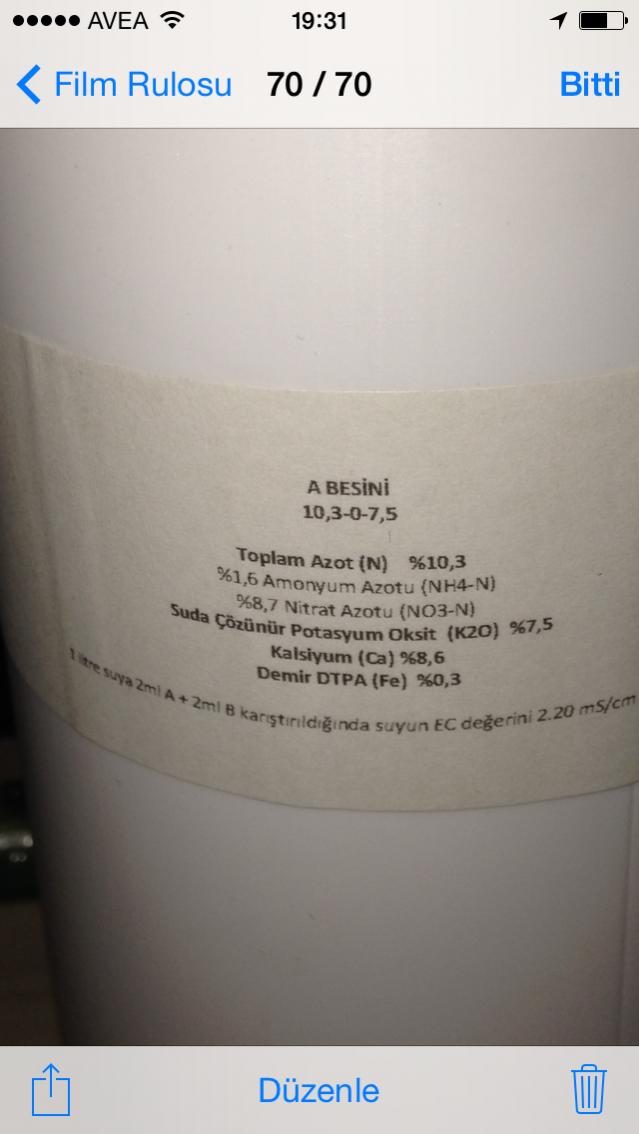 AVEA 19:31
Film Rulosu 70 / 70 Bitti
A BESİNİ
10,3-0-7,5
Toplam Azot (N) %10,3
%1,6 Amonyum Azotu (NH4-N)
%8,7 Nitrat Azotu (NO3-N)
Suda Çözünür Potasyum Oksit (K2O) %7,5
Kalsiyum (Ca) %8,6
Demir DTPA (Fe) %0,3
1 litre suya 2ml A + 2ml B karıştırıldığında suyun EC değerini 2.20 mS/cm
Düzenle